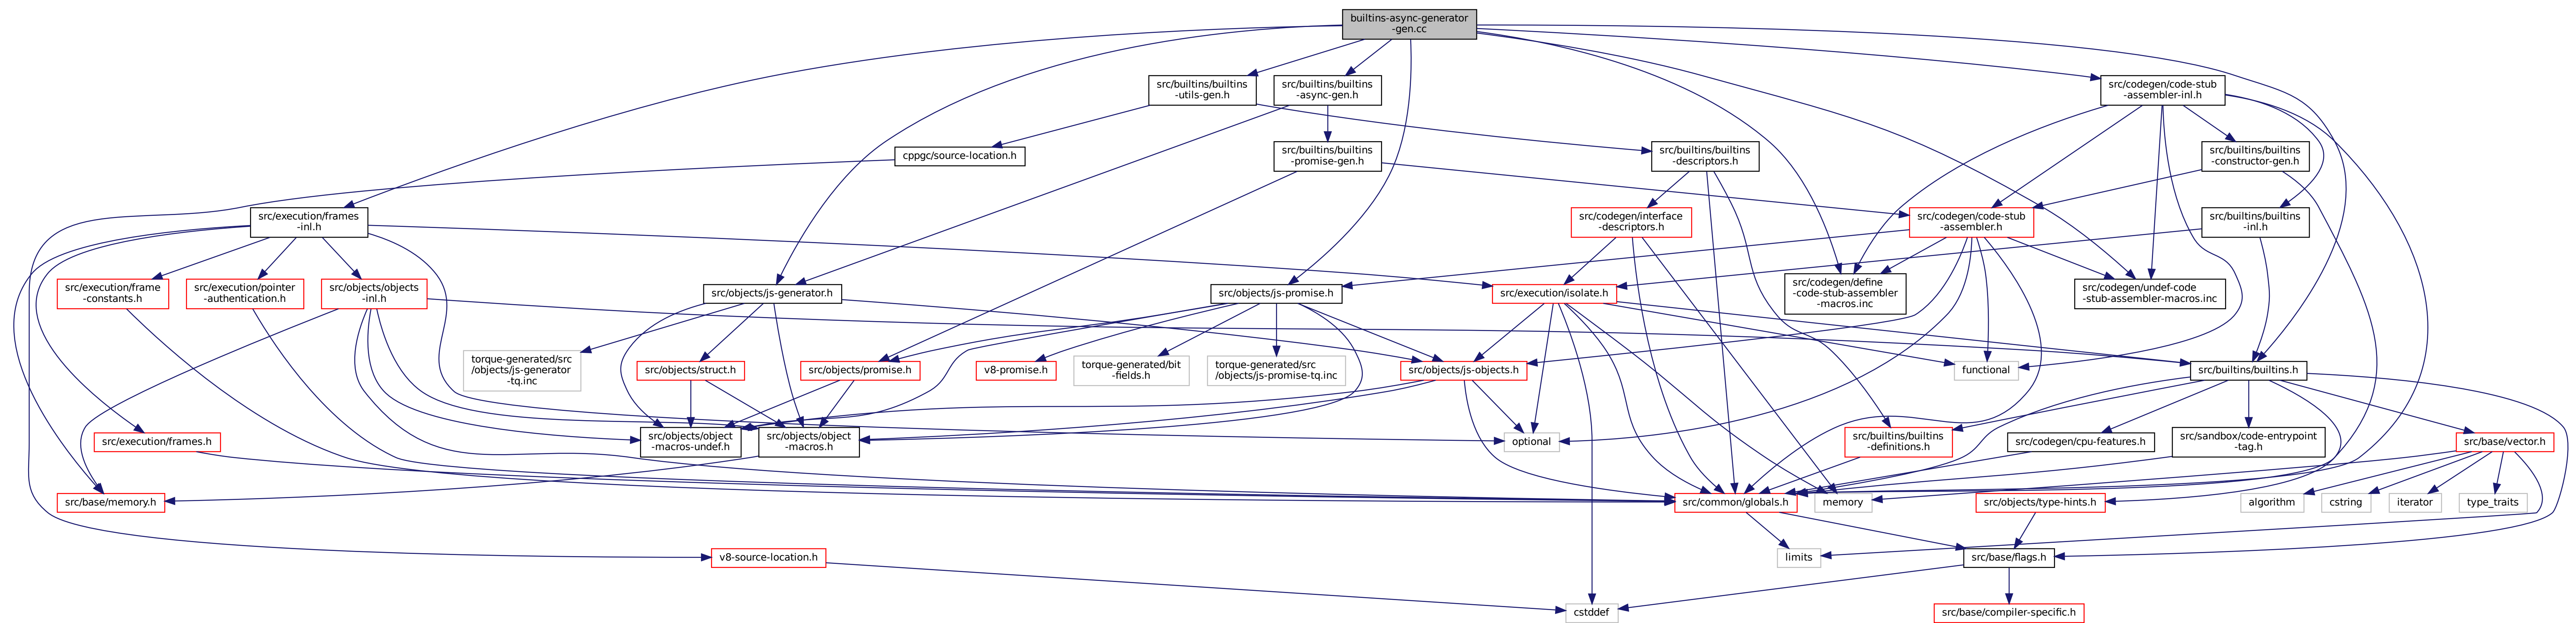 builtins-async-generator
-gen.cc
src/builtins/builtins
-utils-gen.h
src/builtins/builtins
-async-gen.h
src/codegen/code-stub
-assembler-inl.h
cppgc/source-location.h
src/builtins/builtins
-promise-gen.h
src/builtins/builtins
-descriptors.h
src/builtins/builtins
-constructor-gen.h
src/execution/frames
-inl.h
src/codegen/interface
-descriptors.h
src/codegen/code-stub
-assembler.h
src/builtins/builtins
-inl.h
src/execution/frame
-constants.h
src/execution/pointer
-authentication.h
src/objects/objects
-inl.h
src/objects/js-generator.h
src/objects/js-promise.h
src/execution/isolate.h
src/codegen/define
-code-stub-assembler
-macros.inc
src/codegen/undef-code
-stub-assembler-macros.inc
torque-generated/src
/objects/js-generator
-tq.inc
src/objects/struct.h
src/objects/promise.h
v8-promise.h
torque-generated/bit
-fields.h
torque-generated/src
/objects/js-promise-tq.inc
src/objects/js-objects.h
functional
src/builtins/builtins.h
src/execution/frames.h
src/objects/object
-macros-undef.h
src/objects/object
-macros.h
optional
src/builtins/builtins
-definitions.h
src/codegen/cpu-features.h
src/sandbox/code-entrypoint
-tag.h
src/base/vector.h
src/base/memory.h
src/common/globals.h
memory
src/objects/type-hints.h
algorithm
cstring
iterator
type_traits
v8-source-location.h
limits
src/base/flags.h
cstddef
src/base/compiler-specific.h